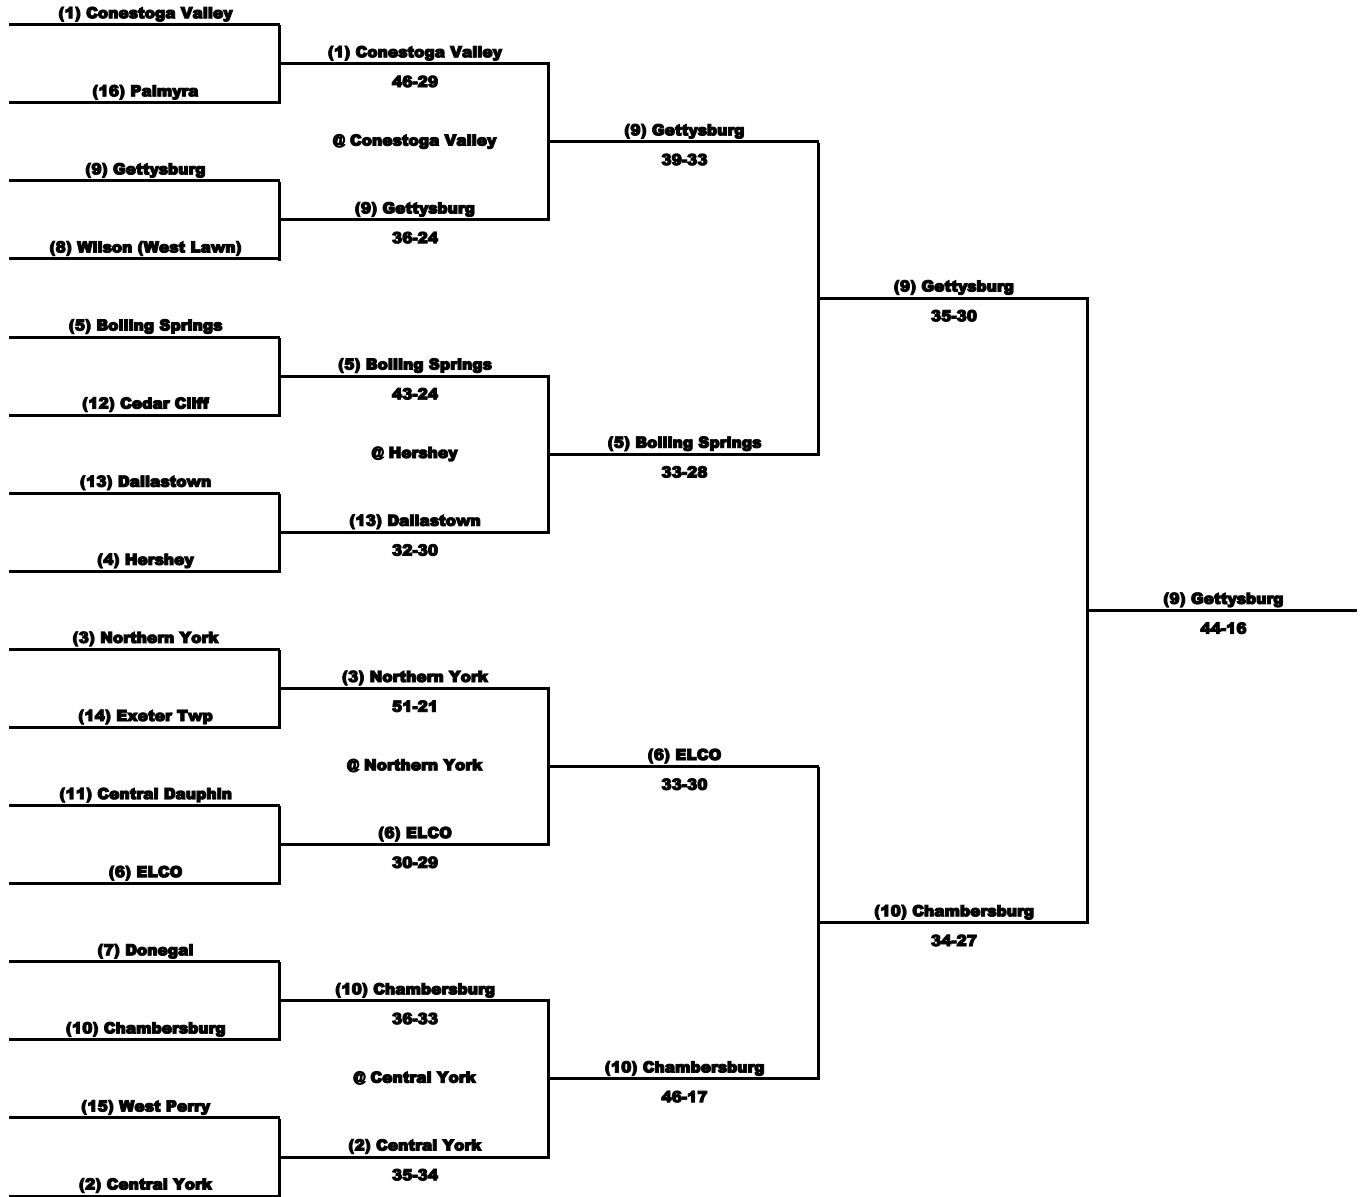 (1) Conestoga Valley
(16) Palmyra
(9) Gettysburg
(8) Wilson (West Lawn)
(5) Boiling Springs
(12) Cedar Cliff
(13) Dallastown
(4) Hershey
(3) Northern York
(14) Exeter Twp
(11) Central Dauphin
(6) ELCO
(7) Donegal
(10) Chambersburg
(15) West Perry
(2) Central York
(1) Conestoga Valley
46-29
@ Conestoga Valley
(9) Gettysburg
36-24
(5) Boiling Springs
43-24
@ Hershey
(13) Dallastown
32-30
(3) Northern York
51-21
@ Northern York
(6) ELCO
30-29
(10) Chambersburg
36-33
@ Central York
(2) Central York
35-34
(9) Gettysburg
39-33
(5) Boiling Springs
33-28
(6) ELCO
33-30
(10) Chambersburg
46-17
(9) Gettysburg
35-30
(10) Chambersburg
34-27
(9) Gettysburg
44-16